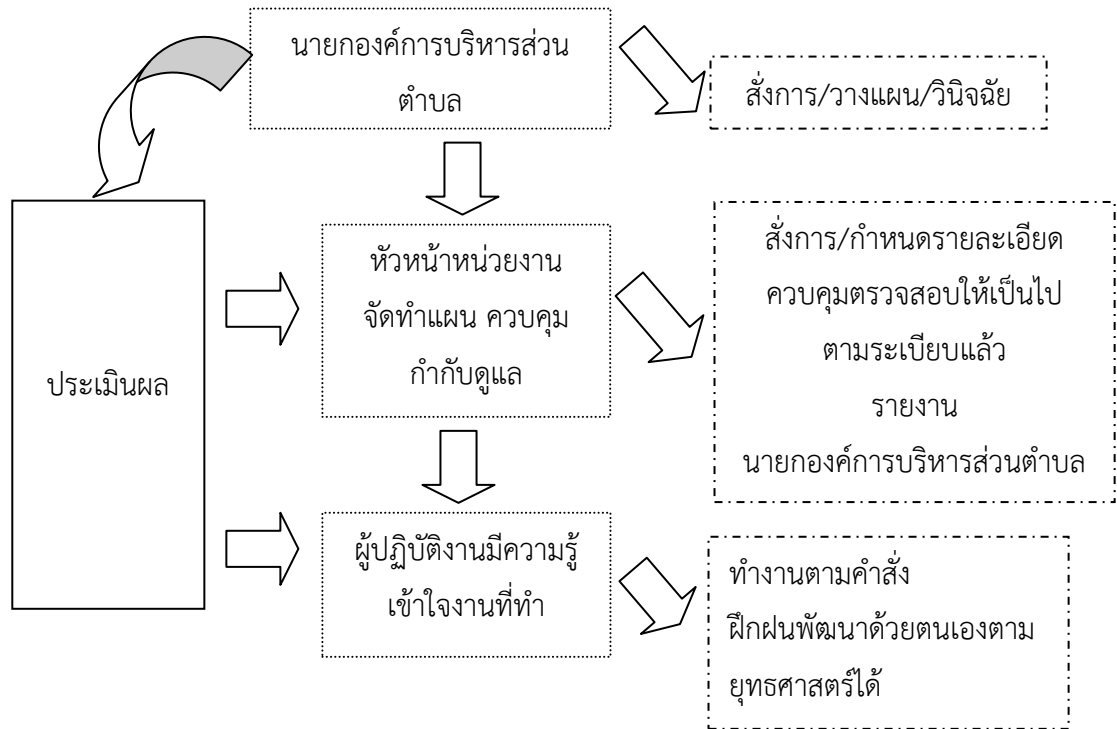 นายกองค์การบริหารส่วน
ตำบล
สั่งการ/วางแผน/วินิจฉัย
หัวหน้าหน่วยงาน
จัดทำแผน ควบคุม
กำกับดูแล
สั่งการ/กำหนดรายละเอียด
ควบคุมตรวจสอบให้เป็นไป
ตามระเบียบแล้ว
รายงาน
นายกองค์การบริหารส่วนตำบล
ประเมินผล
ผู้ปฏิบัติงานมีความรู้
เข้าใจงานที่ทำ
ทำงานตามคำสั่ง
ฝึกฝนพัฒนาด้วยตนเองตาม
ยุทธศาสตร์ได้